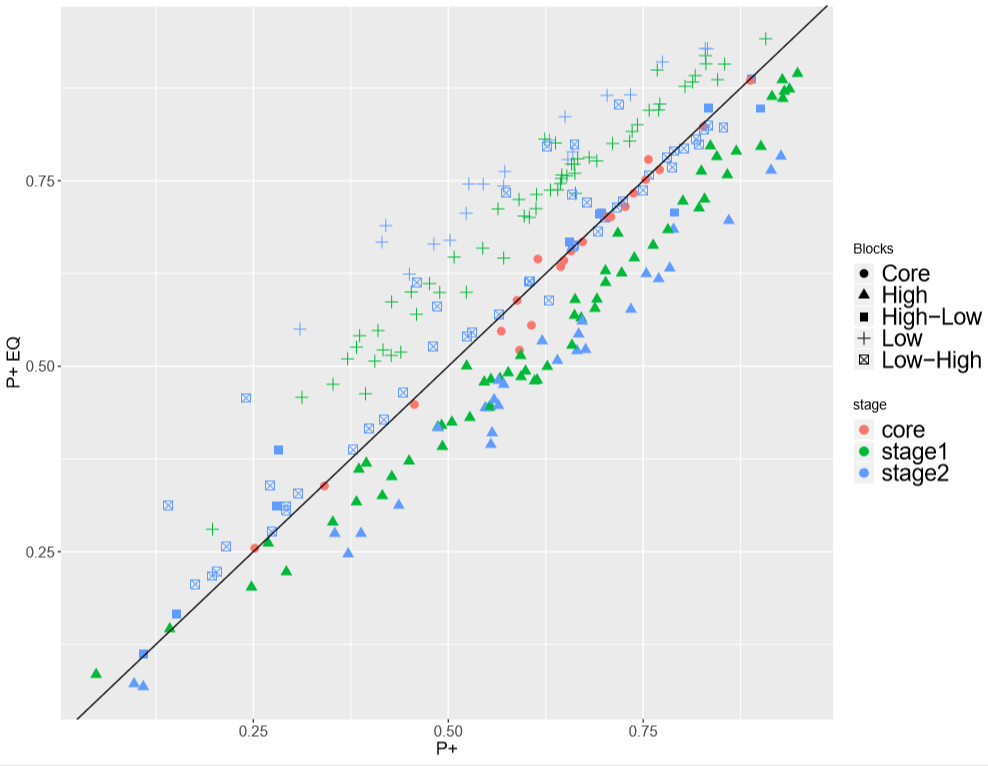 P+ EQ
0.75
0.50
0.25
0.25
0.50
0.75
P+
Blocks
Core
High
High−Low
Low
Low−High
stage
core
stage1
stage2